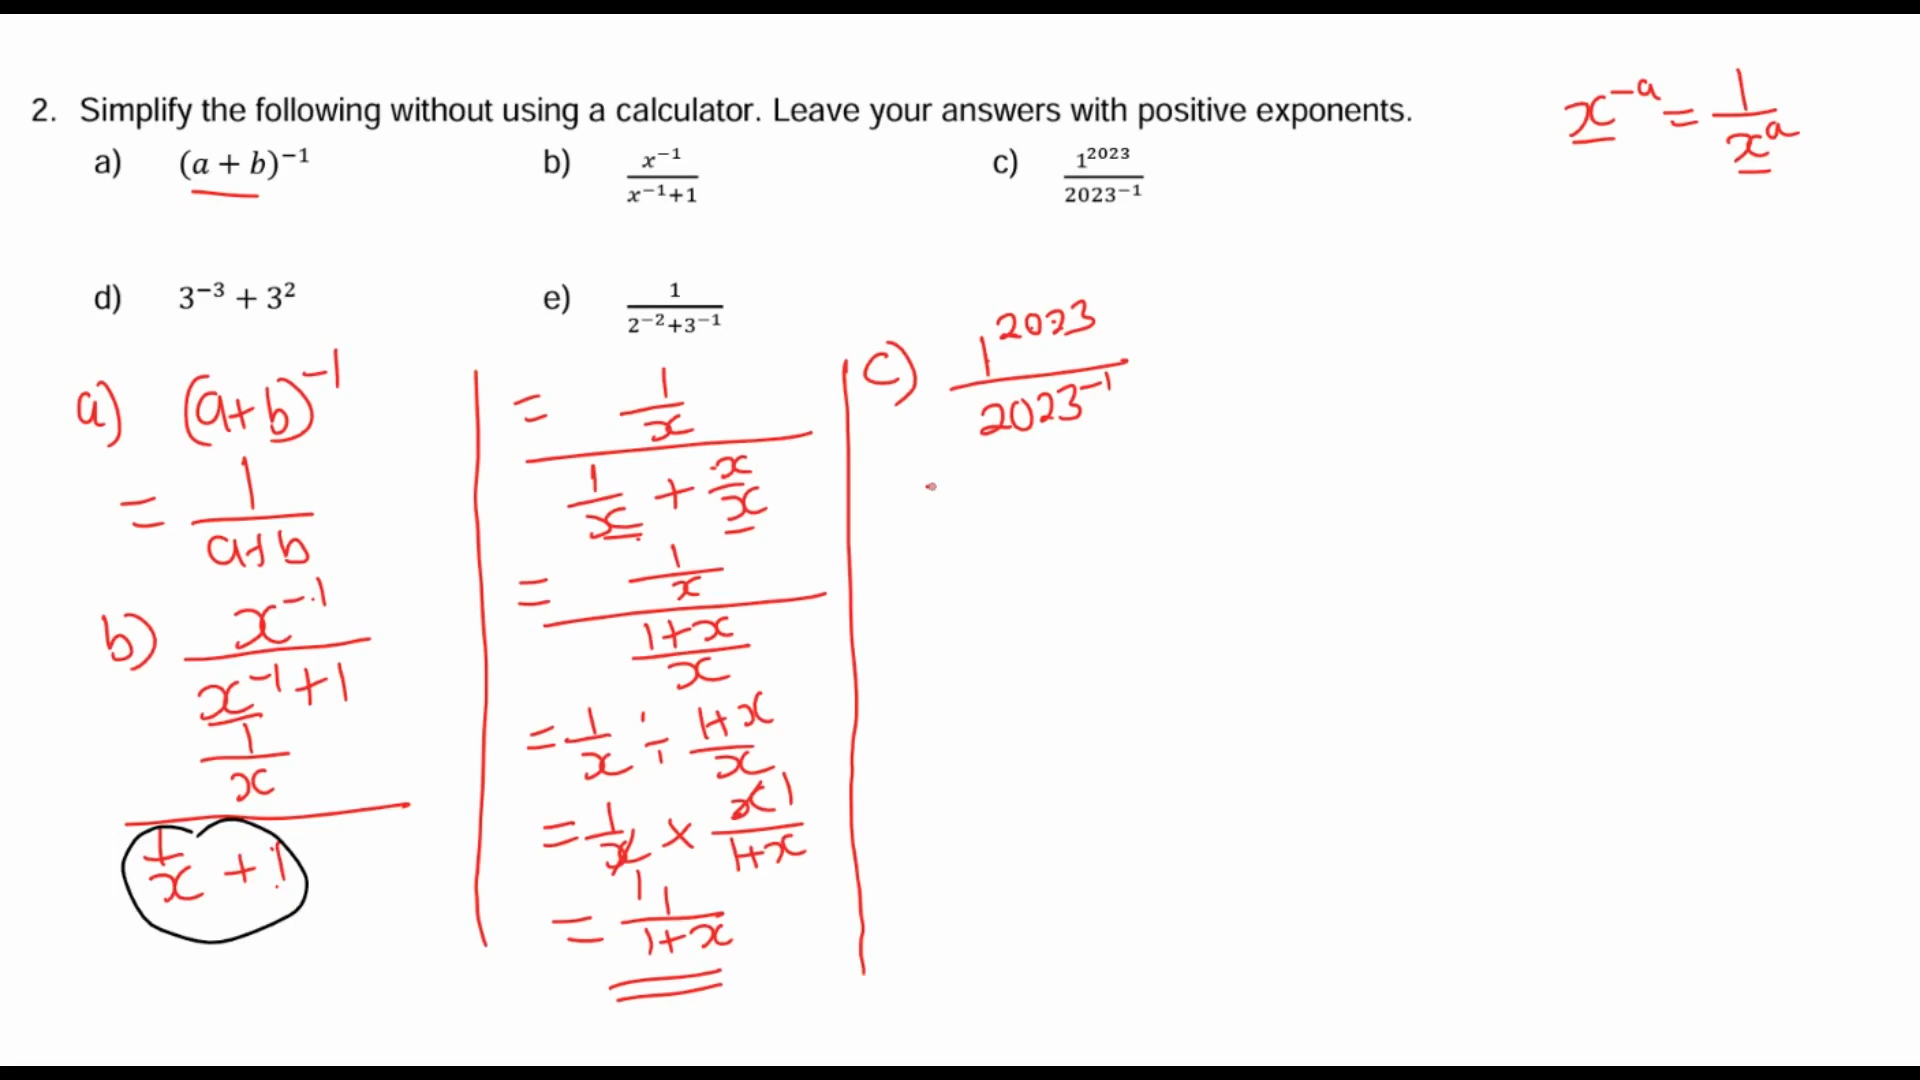 2. Simplify the following without using a calculator. Leave your answers with positive exponents.
x^{-a} = 1/x^a
a) (a + b)^{-1} b) x^{-1}/(x^{-1}+1) c) 1^{2023}/2023^{-1}
d) 3^{-3} + 3^2 e) 1/(2^{-2}+3^{-1})
a) (a+b)^{-1}
= 1/(a+b)
b) x^{-1}/(x^{-1}+1)
(1/x)/(1/x + 1)
= (1/x)/(1/x + x/x)
= (1/x)/((1+x)/x)
= 1/x ÷ (1+x)/x
= 1/x × x/(1+x)
= 1/(1+x)
c) 1^{2023}/2023^{-1}